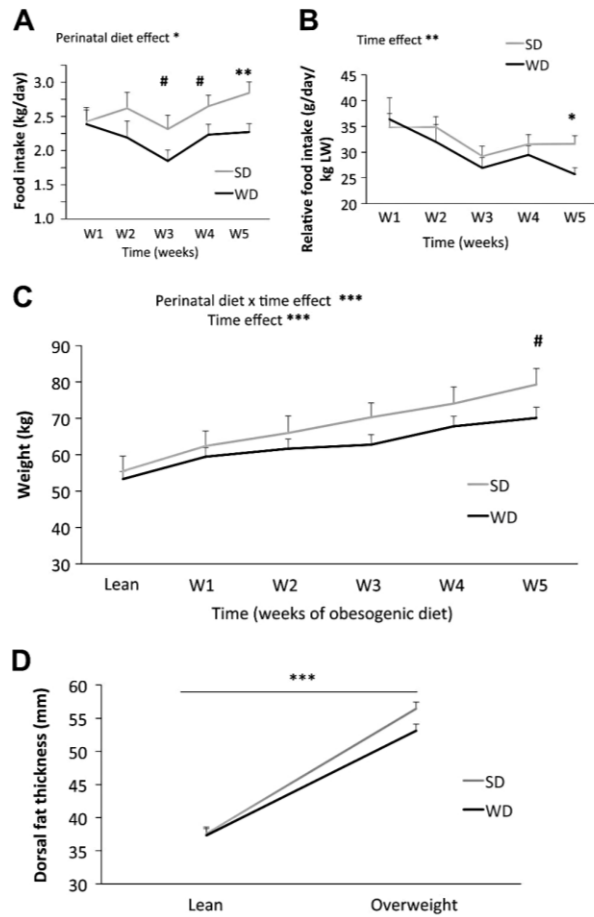 A
Perinatal diet effect *
Food intake (kg/day)
3.0
2.5
2.0
1.5
1.0
# # **
SD
WD
W1 W2 W3 W4 W5
Time (weeks)
B
Time effect **
SD
WD
Relative food intake (g/day/
kg LW)
45
40
35
30
25
20
*
W1 W2 W3 W4 W5
Time (weeks)
C
Perinatal diet x time effect ***
Time effect ***
Weight (kg)
90
80
70
60
50
40
30
#
SD
WD
Lean W1 W2 W3 W4 W5
Time (weeks of obesogenic diet)
D
Dorsal fat thickness (mm)
60
55
50
45
40
35
30
***
SD
WD
Lean Overweight